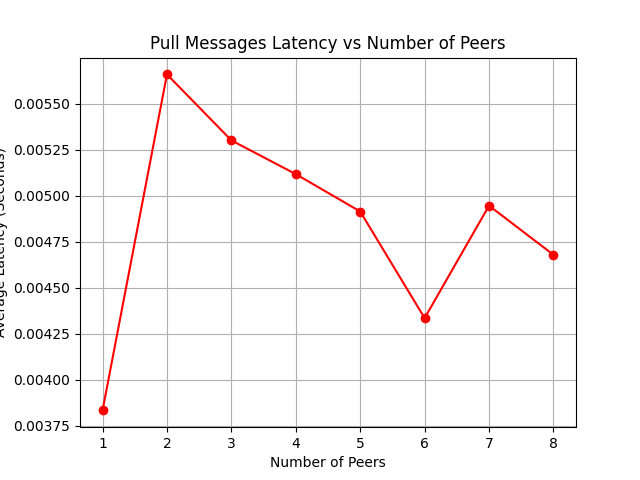 Pull Messages Latency vs Number of Peers
Average Latency (Seconds)
0.00550
0.00525
0.00500
0.00475
0.00450
0.00425
0.00400
0.00375
1 2 3 4 5 6 7 8
Number of Peers